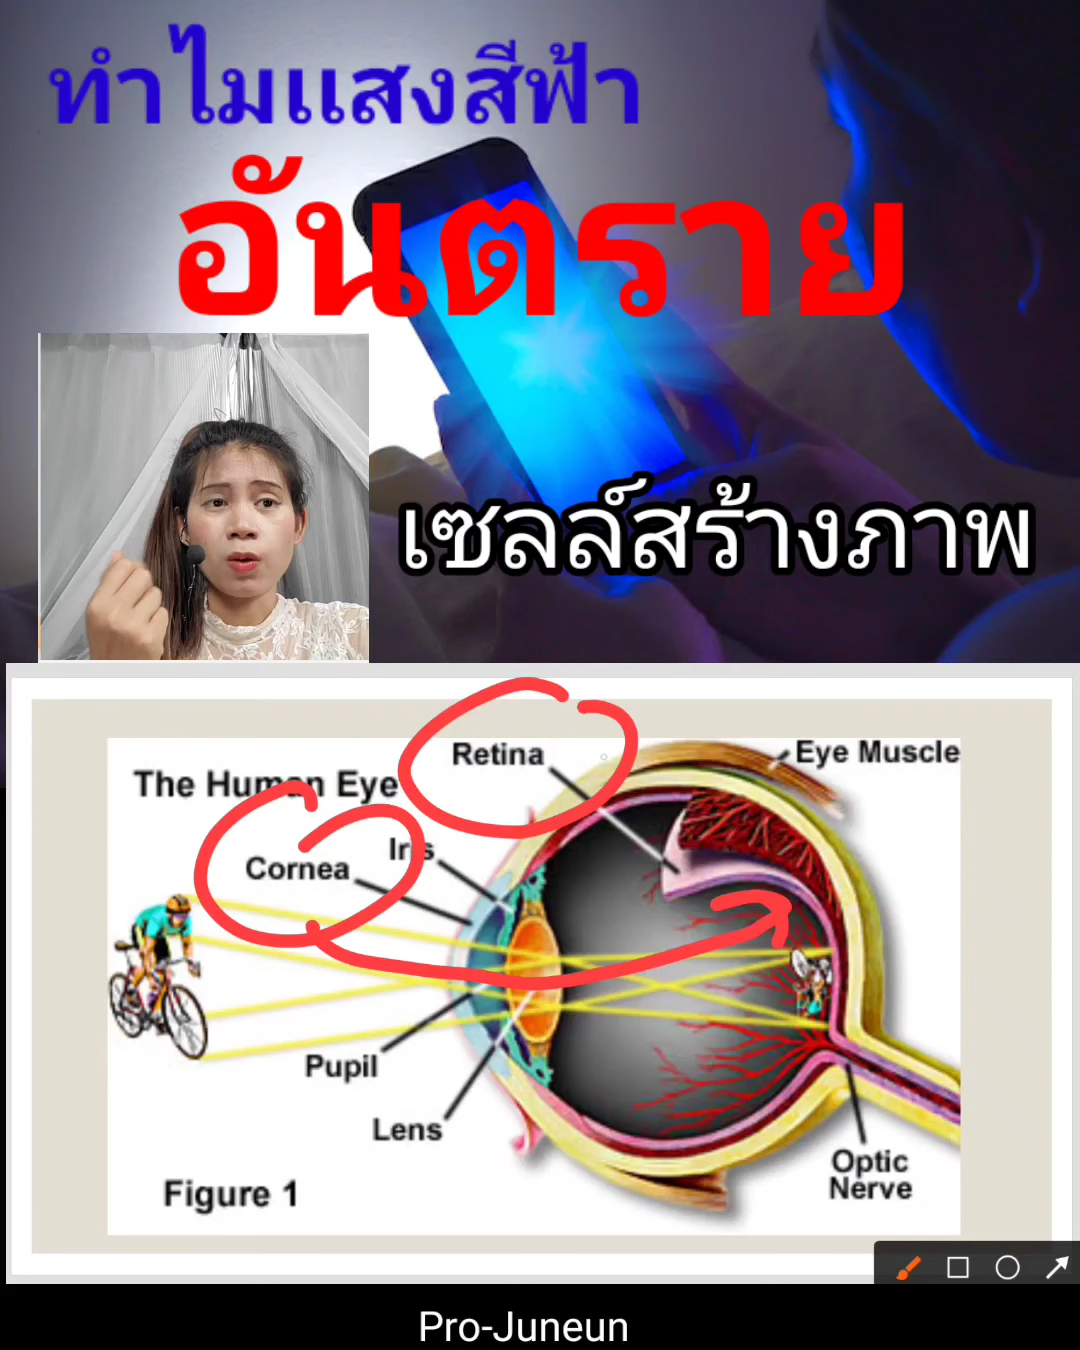 ทำไมแสงสีฟ้า
อันตราย
เซลล์สร้างภาพ
Retina
Eye Muscle
The Human Eye
Iris
Cornea
Pupil
Lens
Optic
Nerve
Figure 1
Pro-Juneun